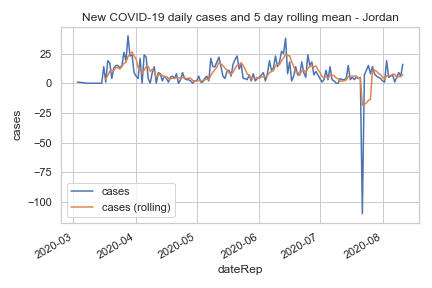 New COVID-19 daily cases and 5 day rolling mean - Jordan
cases
25
0
−25
−50
−75
−100
cases
cases (rolling)
2020-03
2020-04
2020-05
2020-06
2020-07
2020-08
dateRep